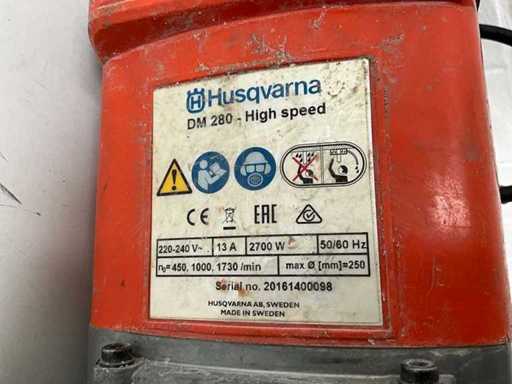 Husqvarna
DM 280 - High speed
CE EAC
220-240 V~ 13 A 2700 W 50/60 Hz
n₀=450, 1000, 1730 /min max Ø [mm]=250
Serial no. 20161400098
HUSQVARNA AB, SWEDEN
MADE IN SWEDEN